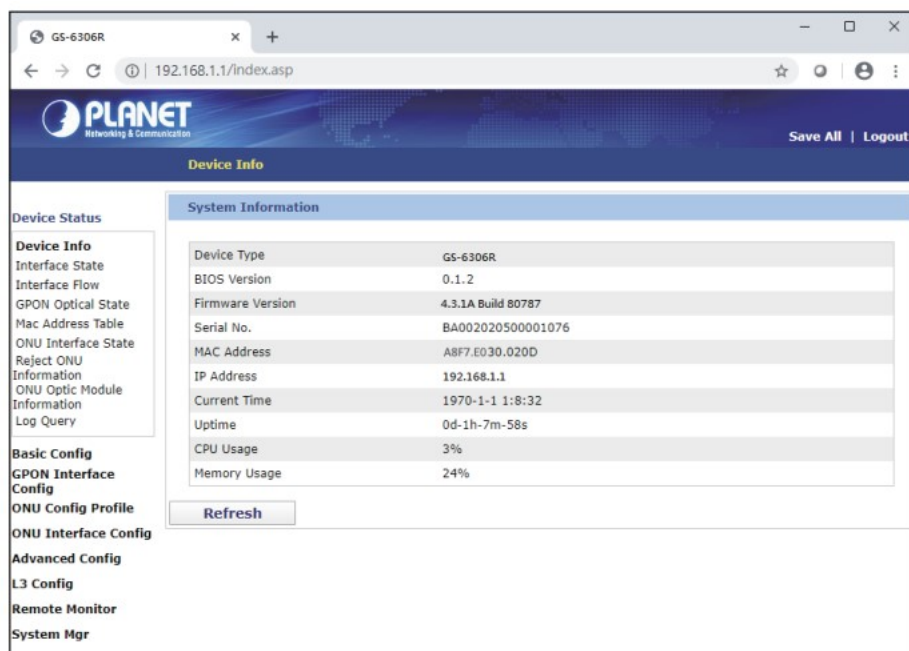 GS-6306R
192.168.1.1/index.asp
PLANET
Networking & Communication
Save All | Logout
Device Info
Device Status
Device Info
Interface State
Interface Flow
GPON Optical State
Mac Address Table
ONU Interface State
Reject ONU
Information
ONU Optic Module
Information
Log Query
Basic Config
GPON Interface
Config
ONU Config Profile
ONU Interface Config
Advanced Config
L3 Config
Remote Monitor
System Mgr
System Information
Device Type GS-6306R
BIOS Version 0.1.2
Firmware Version 4.3.1A Build 80787
Serial No. BA002020500001076
MAC Address A8F7.E030.020D
IP Address 192.168.1.1
Current Time 1970-1-1 1:8:32
Uptime 0d-1h-7m-58s
CPU Usage 3%
Memory Usage 24%
Refresh